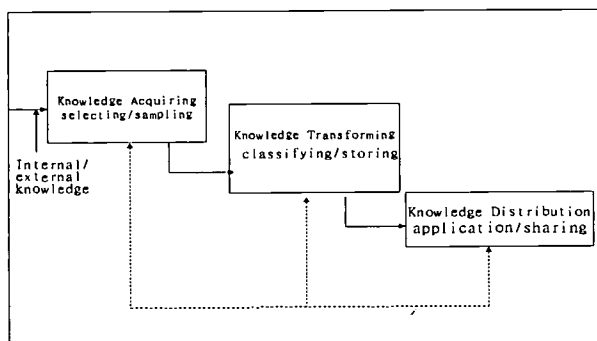 Knowledge Acquiring
selecting/sampling
Internal/
external
knowledge
Knowledge Transforming
classifying/storing
Knowledge Distribution
application/sharing